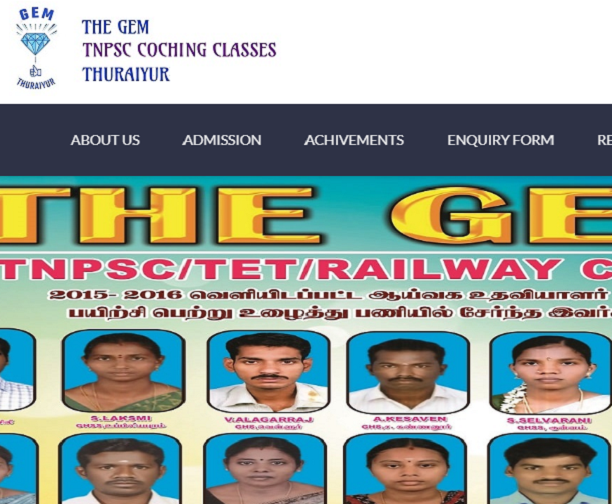 GEM
THURAIYUR
THE GEM
TNPSC COCHING CLASSES
THURAIYUR
ABOUT US ADMISSION ACHIVEMENTS ENQUIRY FORM RE
THE GE
TNPSC/TET/RAILWAY C
2015- 2016 வெளியிடப்பட்ட ஆய்வக உதவியாளர்
பயிற்சி பெற்று உழைத்து பணியில் சேர்ந்த இவர்
S.LAKSMI V.ALAGARRAJ A.KESAVEN S.SELVARANI